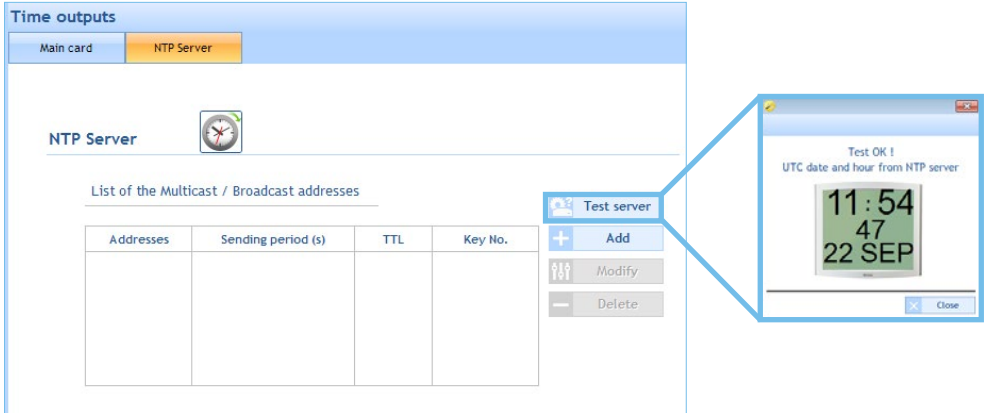 Time outputs
Main card
NTP Server
NTP Server
List of the Multicast / Broadcast addresses
Test server
Addresses
Sending period (s)
TTL
Key No.
Add
Modify
Delete
Test OK !
UTC date and hour from NTP server
11:54
47
22 SEP
Close